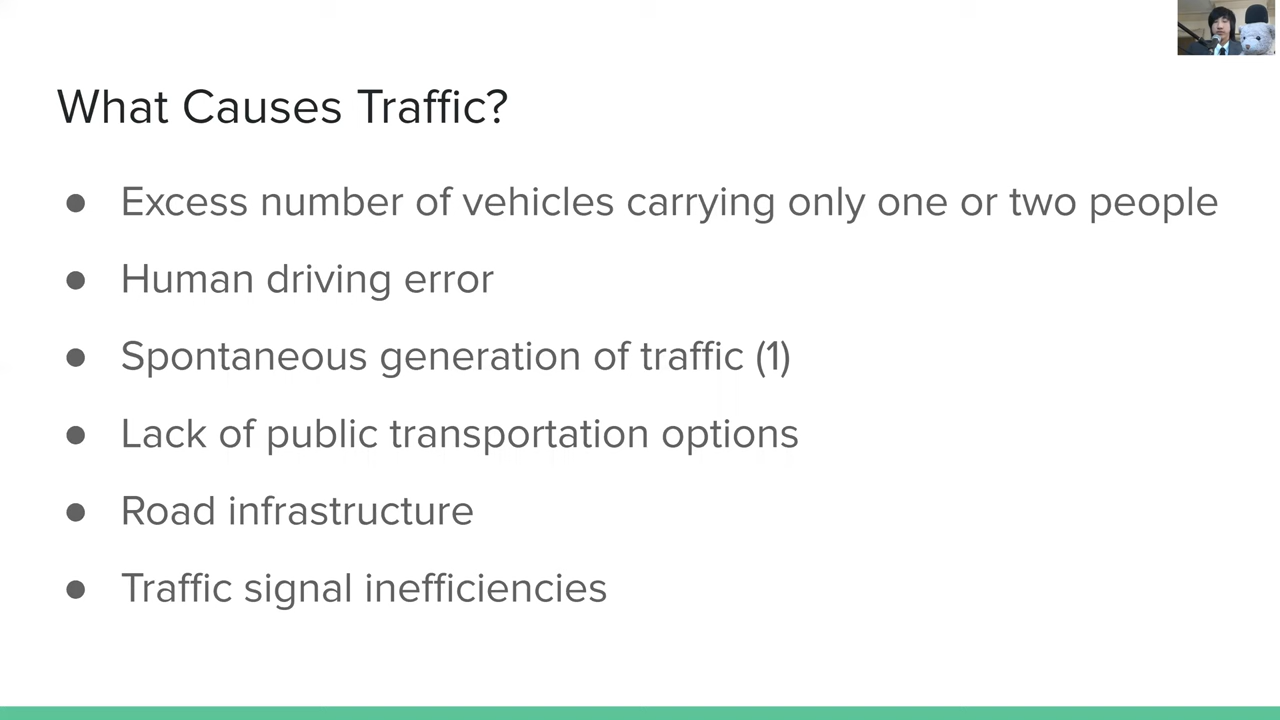 What Causes Traffic?
● Excess number of vehicles carrying only one or two people
● Human driving error
● Spontaneous generation of traffic (1)
● Lack of public transportation options
● Road infrastructure
● Traffic signal inefficiencies